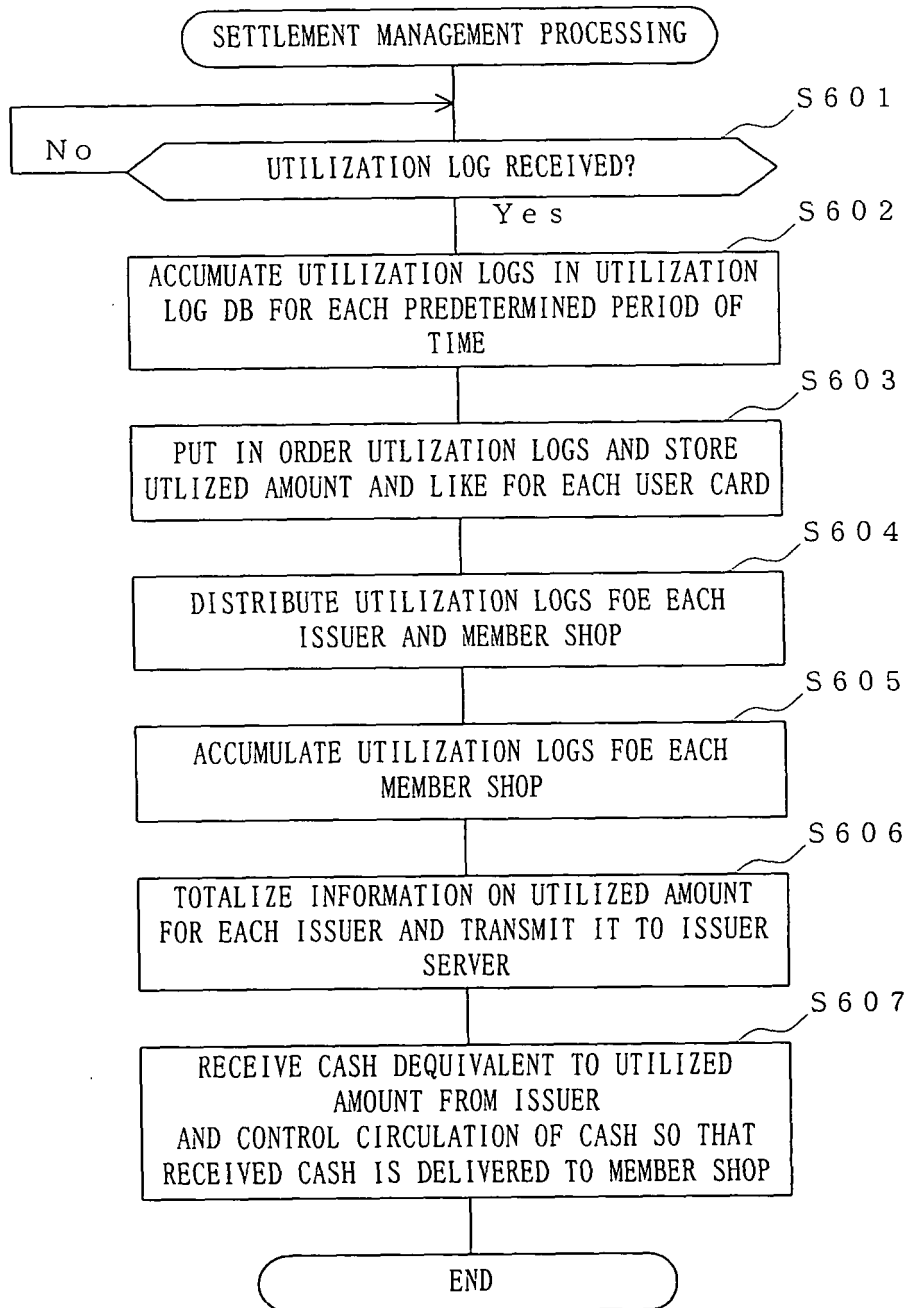 SETTLEMENT MANAGEMENT PROCESSING
S601
No
UTILIZATION LOG RECEIVED?
Yes
S602
ACCUMUATE UTILIZATION LOGS IN UTILIZATION
LOG DB FOR EACH PREDETERMINED PERIOD OF
TIME
S603
PUT IN ORDER UTLIZATION LOGS AND STORE
UTLIZED AMOUNT AND LIKE FOR EACH USER CARD
S604
DISTRIBUTE UTILIZATION LOGS FOE EACH
ISSUER AND MEMBER SHOP
S605
ACCUMULATE UTILIZATION LOGS FOE EACH
MEMBER SHOP
S606
TOTALIZE INFORMATION ON UTILIZED AMOUNT
FOR EACH ISSUER AND TRANSMIT IT TO ISSUER
SERVER
S607
RECEIVE CASH DEQUIVALENT TO UTILIZED
AMOUNT FROM ISSUER
AND CONTROL CIRCULATION OF CASH SO THAT
RECEIVED CASH IS DELIVERED TO MEMBER SHOP
END